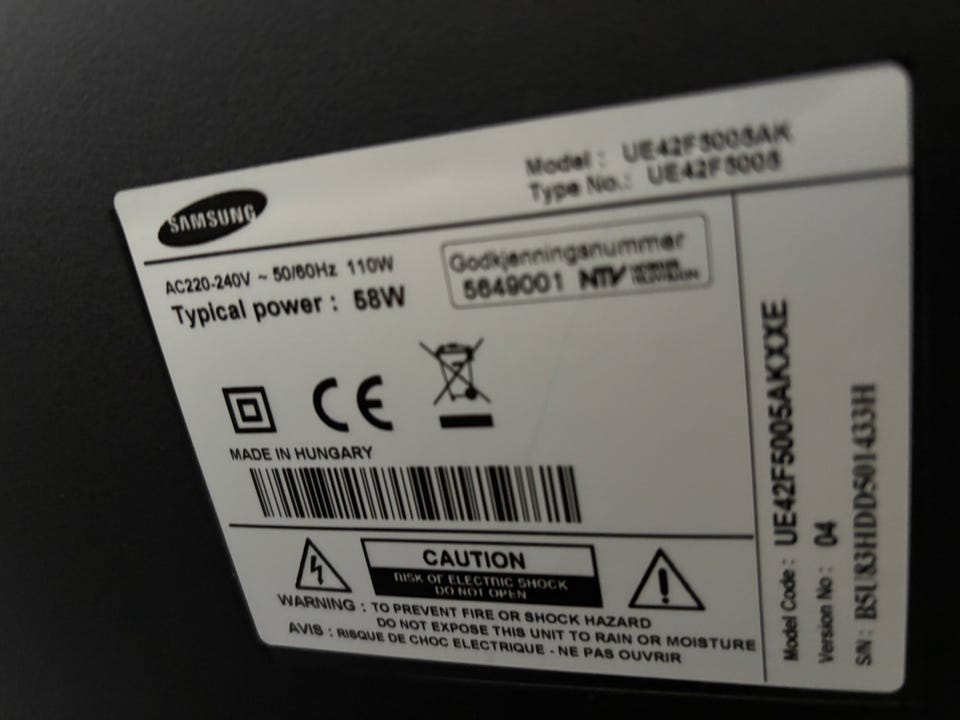 SAMSUNG
Model : UE42F5005AK
Type No.: UE42F5005
AC220-240V ~ 50/60Hz 110W
Typical power : 58W
Godkjenningsnummer
5649001 NTV NORGES TELEVISION
MADE IN HUNGARY
CAUTION
RISK OF ELECTRIC SHOCK
DO NOT OPEN
WARNING : TO PREVENT FIRE OR SHOCK HAZARD
DO NOT EXPOSE THIS UNIT TO RAIN OR MOISTURE
AVIS : RISQUE DE CHOC ELECTRIQUE - NE PAS OUVRIR
Model Code : UE42F5005AKXXE
Version No : 04
S/N : B5U83HDD501433H